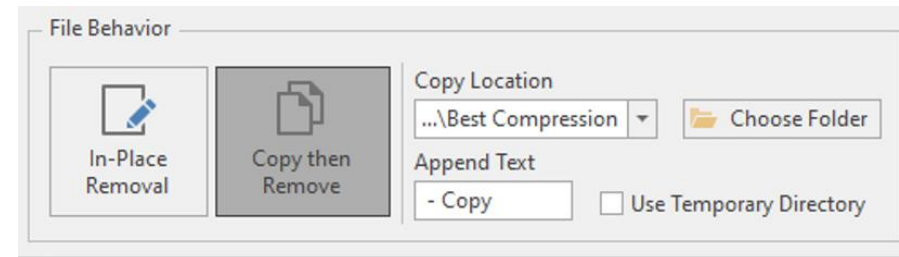 File Behavior
In-Place
Removal
Copy then
Remove
Copy Location
...\Best Compression
Choose Folder
Append Text
- Copy
Use Temporary Directory